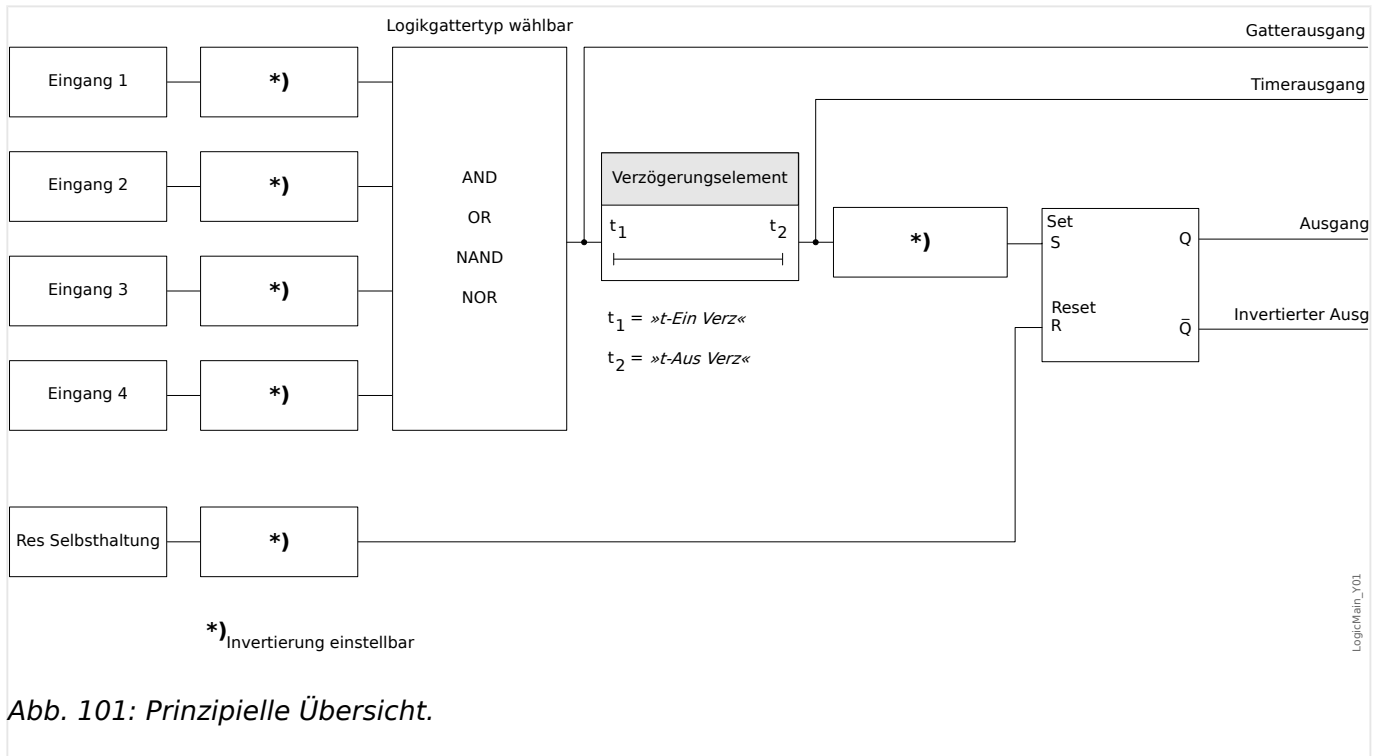 Logikgattertyp wählbar
Gatterausgang
Timerausgang
Eingang 1
*)
Eingang 2
*)
Eingang 3
*)
Eingang 4
*)
AND
OR
NAND
NOR
Verzögerungselement
t1
t2
*)
t1 = »t-Ein Verz«
t2 = »t-Aus Verz«
Set
S
Q
Reset
R
Q̅
Ausgang
Invertierter Ausg
Res Selbsthaltung
*)
*) Invertierung einstellbar
LogicMain_Y01
Abb. 101: Prinzipielle Übersicht.